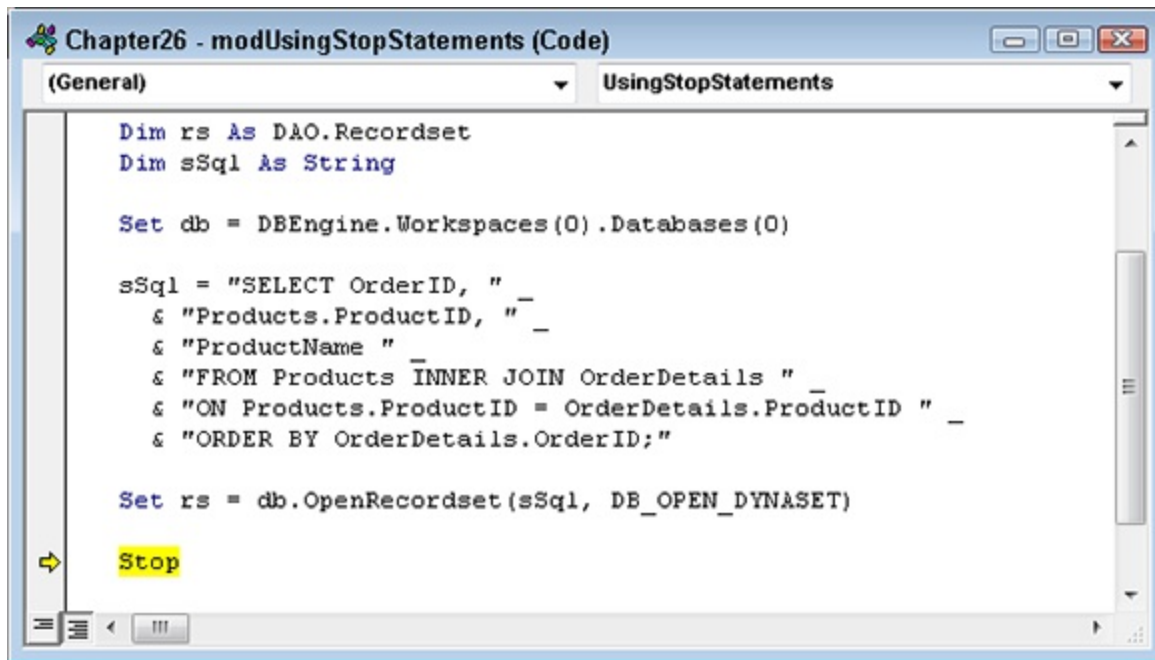 Chapter26 - modUsingStopStatements (Code)
(General) UsingStopStatements
Dim rs As DAO.Recordset
Dim sSql As String
Set db = DBEngine.Workspaces(0).Databases(0)
sSql = "SELECT OrderID, " _
& "Products.ProductID, " _
& "ProductName " _
& "FROM Products INNER JOIN OrderDetails " _
& "ON Products.ProductID = OrderDetails.ProductID " _
& "ORDER BY OrderDetails.OrderID;"
Set rs = db.OpenRecordset(sSql, DB_OPEN_DYNASET)
Stop